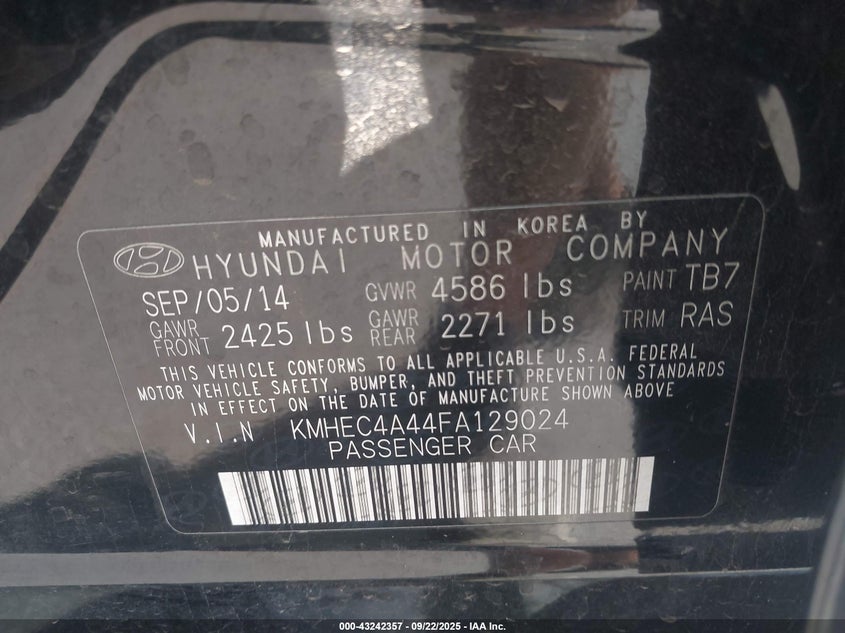 MANUFACTURED IN KOREA BY
HYUNDAI MOTOR COMPANY
SEP/05/14 GVWR 4586 lbs PAINT TB7
GAWR FRONT 2425 lbs GAWR REAR 2271 lbs TRIM RAS
THIS VEHICLE CONFORMS TO ALL APPLICABLE U.S.A. FEDERAL
MOTOR VEHICLE SAFETY, BUMPER, AND THEFT PREVENTION STANDARDS
IN EFFECT ON THE DATE OF MANUFACTURE SHOWN ABOVE
V.I.N KMHEC4A44FA129024
PASSENGER CAR
000-43242357 - 09/22/2025 - IAA Inc.